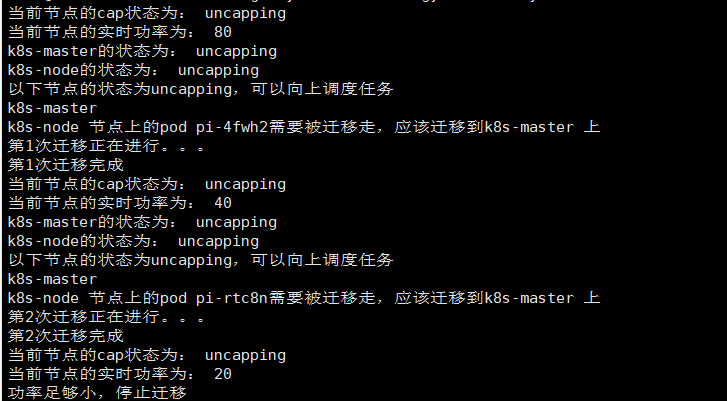 当前节点的cap状态为： uncapping
当前节点的实时功率为： 80
k8s-master的状态为： uncapping
k8s-node的状态为： uncapping
以下节点的状态为uncapping，可以向上调度任务
k8s-master
k8s-node 节点上的pod pi-4fwh2需要被迁移走，应该迁移到k8s-master 上
第1次迁移正在进行。。。
第1次迁移完成
当前节点的cap状态为： uncapping
当前节点的实时功率为： 40
k8s-master的状态为： uncapping
k8s-node的状态为： uncapping
以下节点的状态为uncapping，可以向上调度任务
k8s-master
k8s-node 节点上的pod pi-rtc8n需要被迁移走，应该迁移到k8s-master 上
第2次迁移正在进行。。。
第2次迁移完成
当前节点的cap状态为： uncapping
当前节点的实时功率为： 20
功率足够小，停止迁移